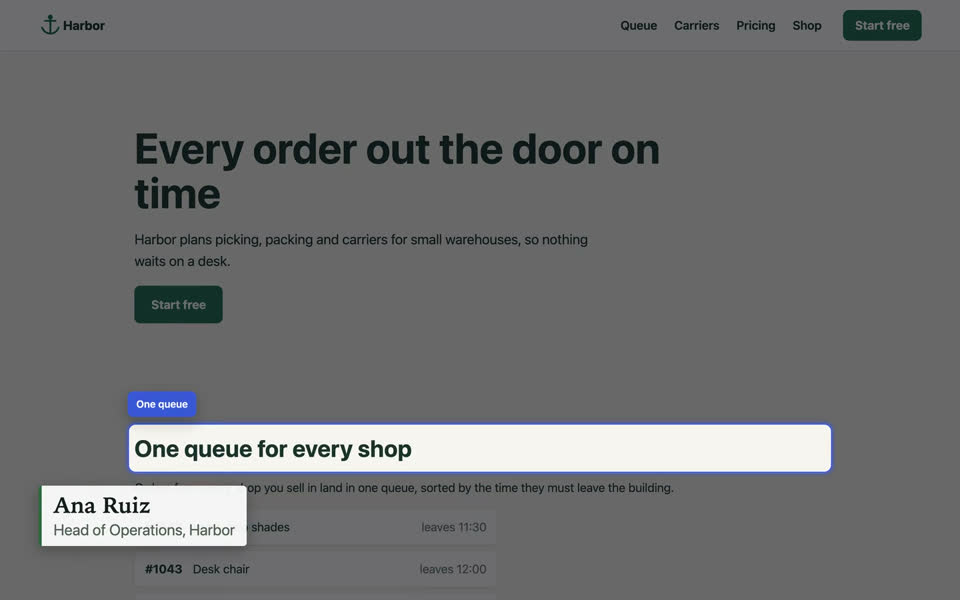 Harbor
Queue Carriers Pricing Shop Start free
Every order out the door on
time
Harbor plans picking, packing and carriers for small warehouses, so nothing
waits on a desk.
Start free
One queue
One queue for every shop
you sell in land in one queue, sorted by the time they must leave the building.
Ana Ruiz
Head of Operations, Harbor
shades leaves 11:30
#1043 Desk chair leaves 12:00